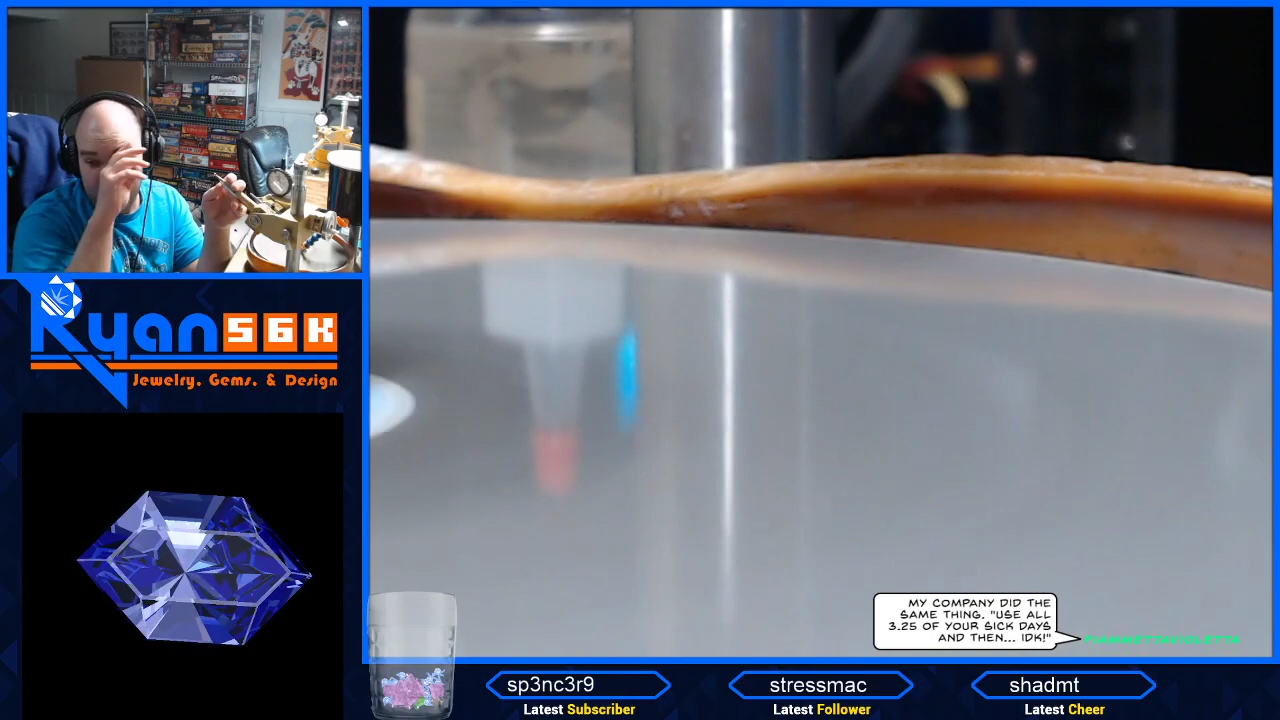 Ryan 56K
Jewelry, Gems, & Design
MY COMPANY DID THE
SAME THING. "USE ALL
3.25 OF YOUR SICK DAYS
AND THEN... IDK!"
sp3nc3r9
Latest Subscriber
stressmac
Latest Follower
shadmt
Latest Cheer